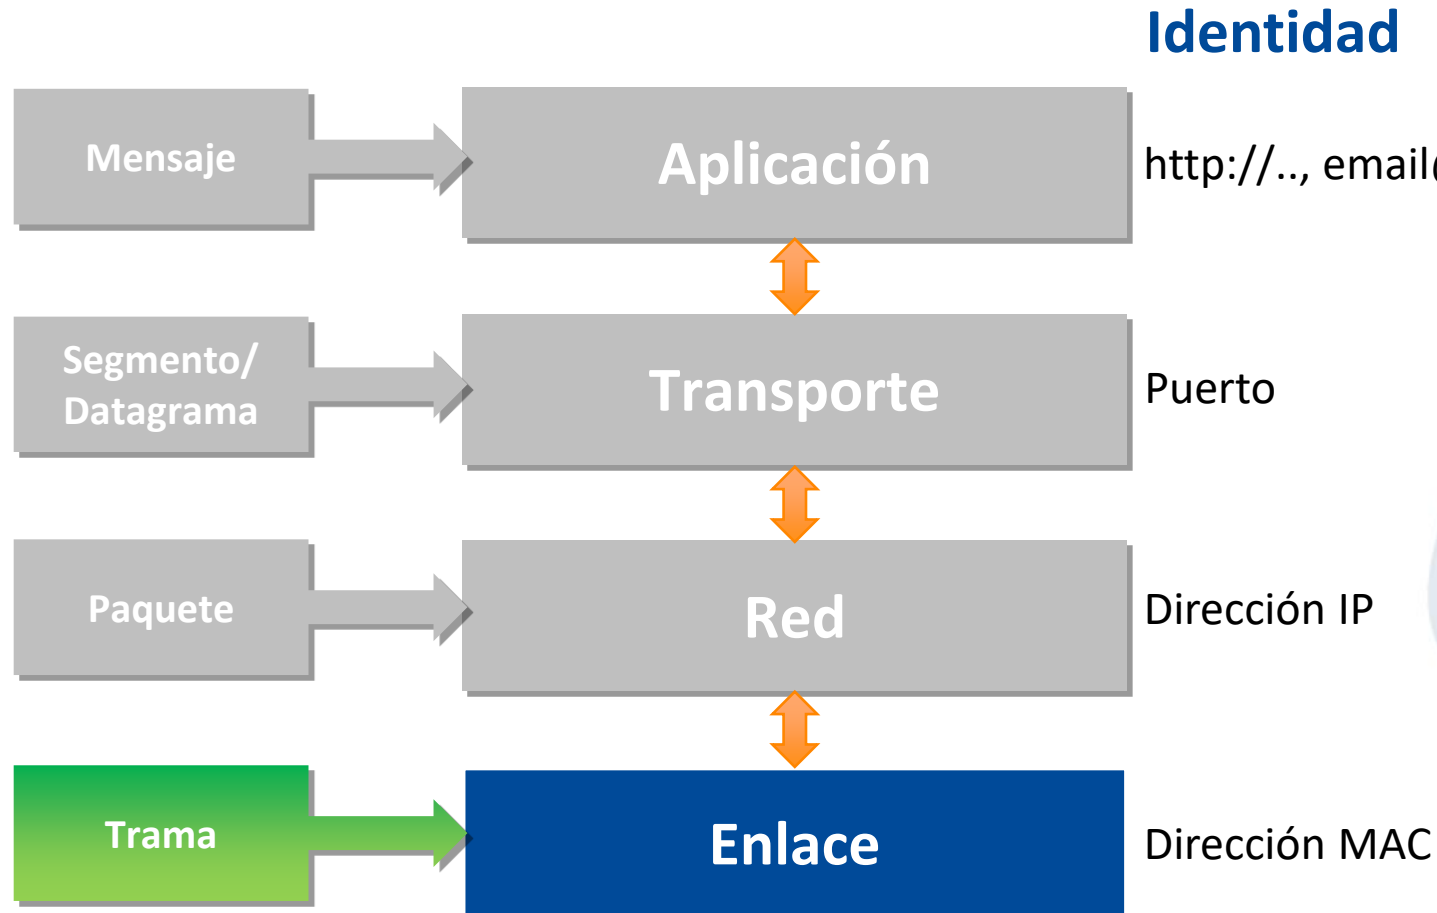 Identidad
Mensaje
Aplicación
http://.., email@
Segmento/
Datagrama
Transporte
Puerto
Paquete
Red
Dirección IP
Trama
Enlace
Dirección MAC